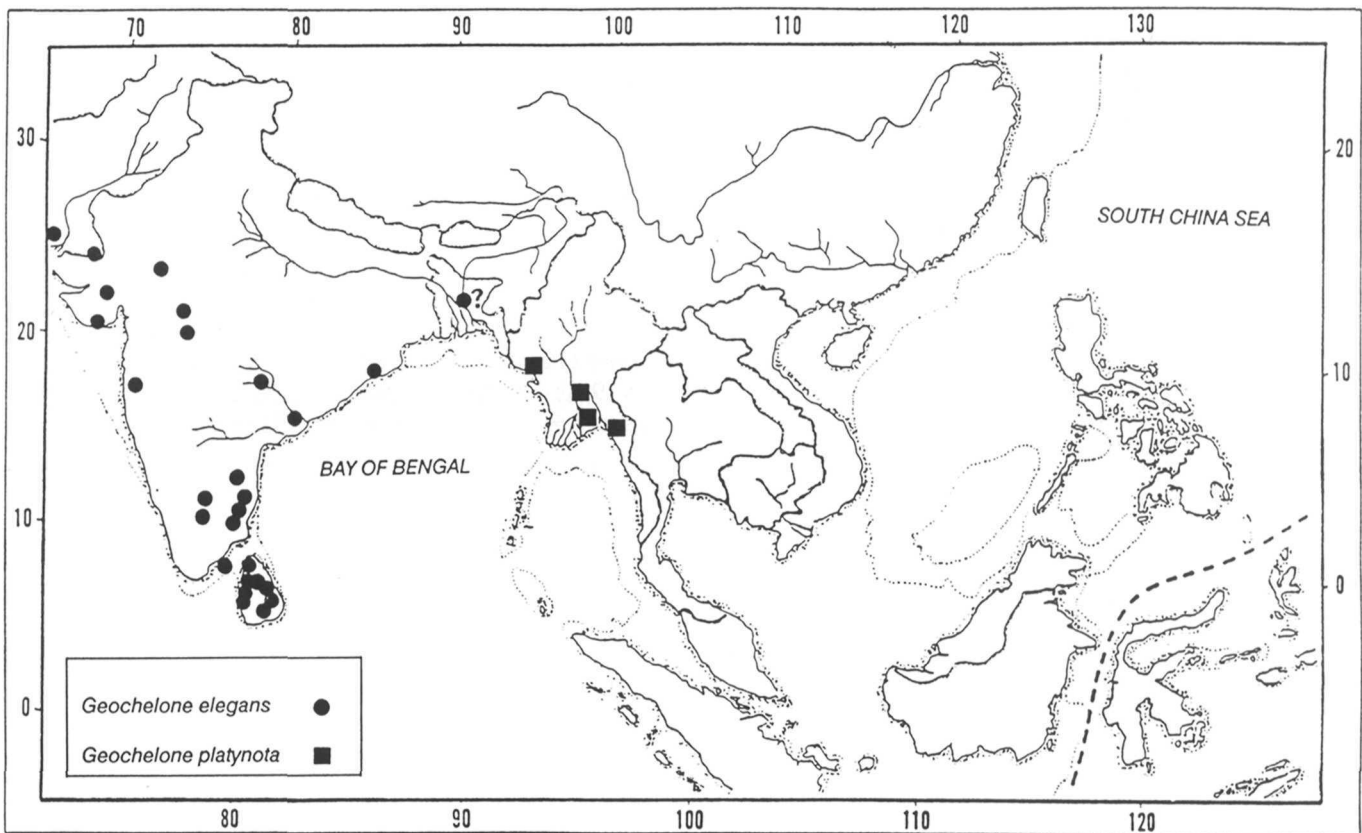 70 80 90 100 110 120 130
30 20
SOUTH CHINA SEA
?
20 10
BAY OF BENGAL
10 0
Geochelone elegans
0
Geochelone platynota
80 90 100 110 120